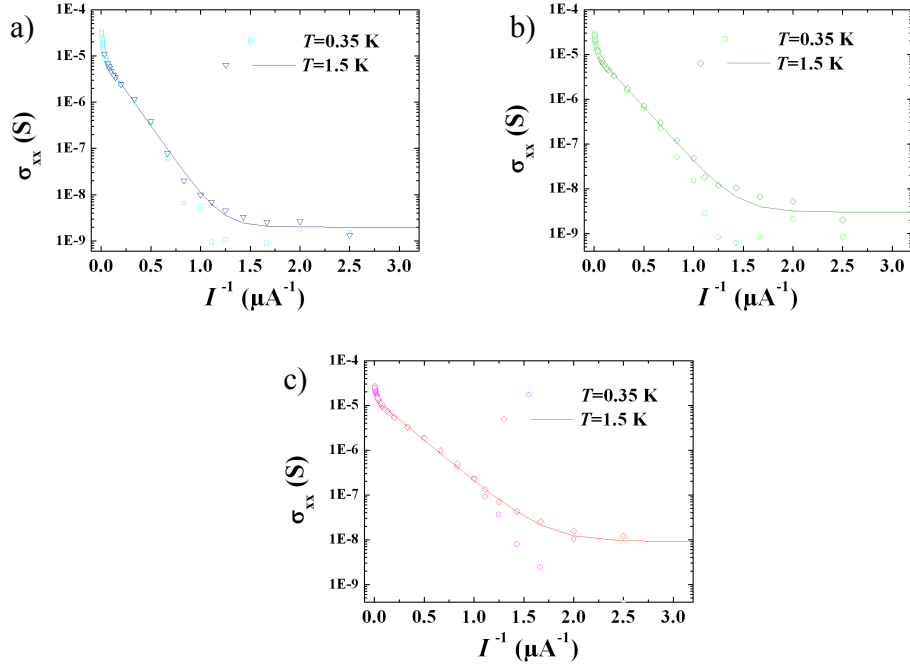 a)
1E-4
1E-5
1E-6
1E-7
1E-8
1E-9
σxx (S)
T=0.35 K
T=1.5 K
0.0 0.5 1.0 1.5 2.0 2.5 3.0
I⁻¹ (µA⁻¹)
b)
1E-4
1E-5
1E-6
1E-7
1E-8
1E-9
σxx (S)
T=0.35 K
T=1.5 K
0.0 0.5 1.0 1.5 2.0 2.5 3.0
I⁻¹ (µA⁻¹)
c)
1E-4
1E-5
1E-6
1E-7
1E-8
1E-9
σxx (S)
T=0.35 K
T=1.5 K
0.0 0.5 1.0 1.5 2.0 2.5 3.0
I⁻¹ (µA⁻¹)